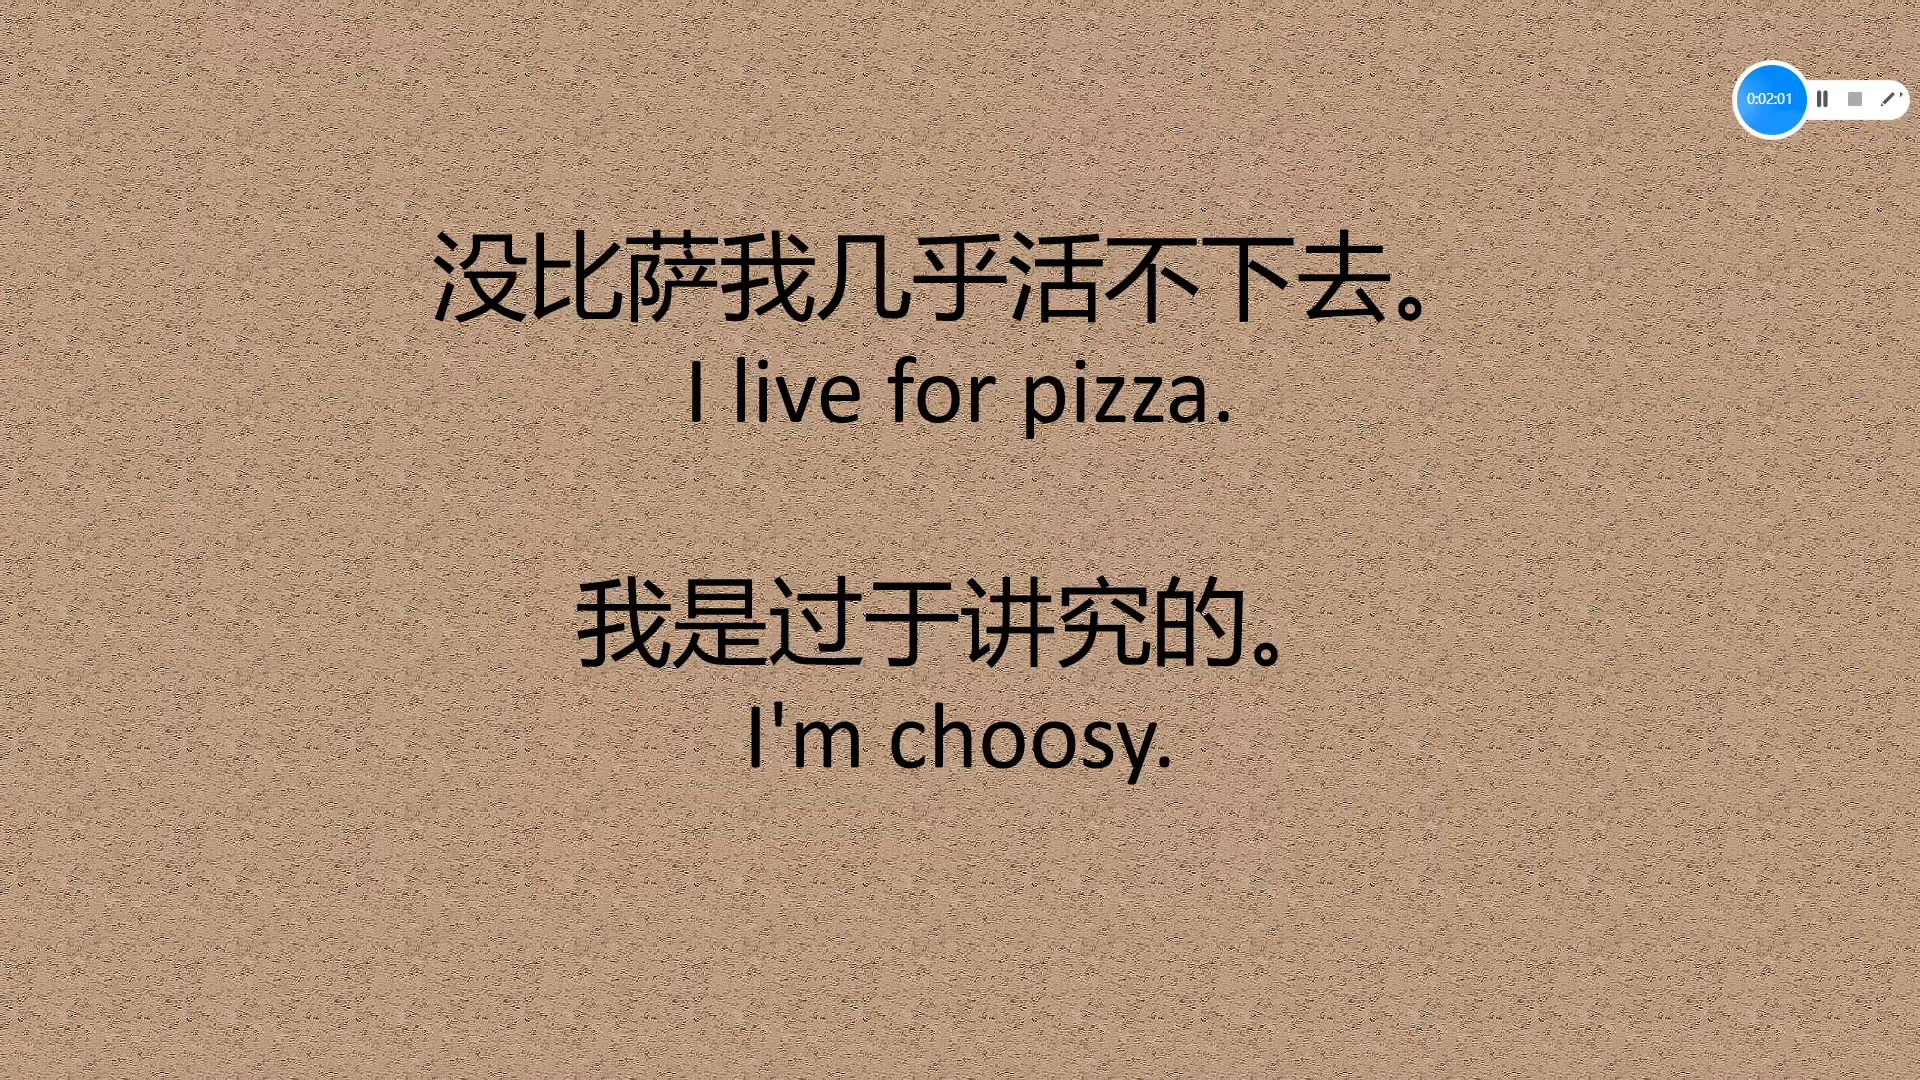 0:02:01
没比萨我几乎活不下去。
I live for pizza.
我是过于讲究的。
I'm choosy.